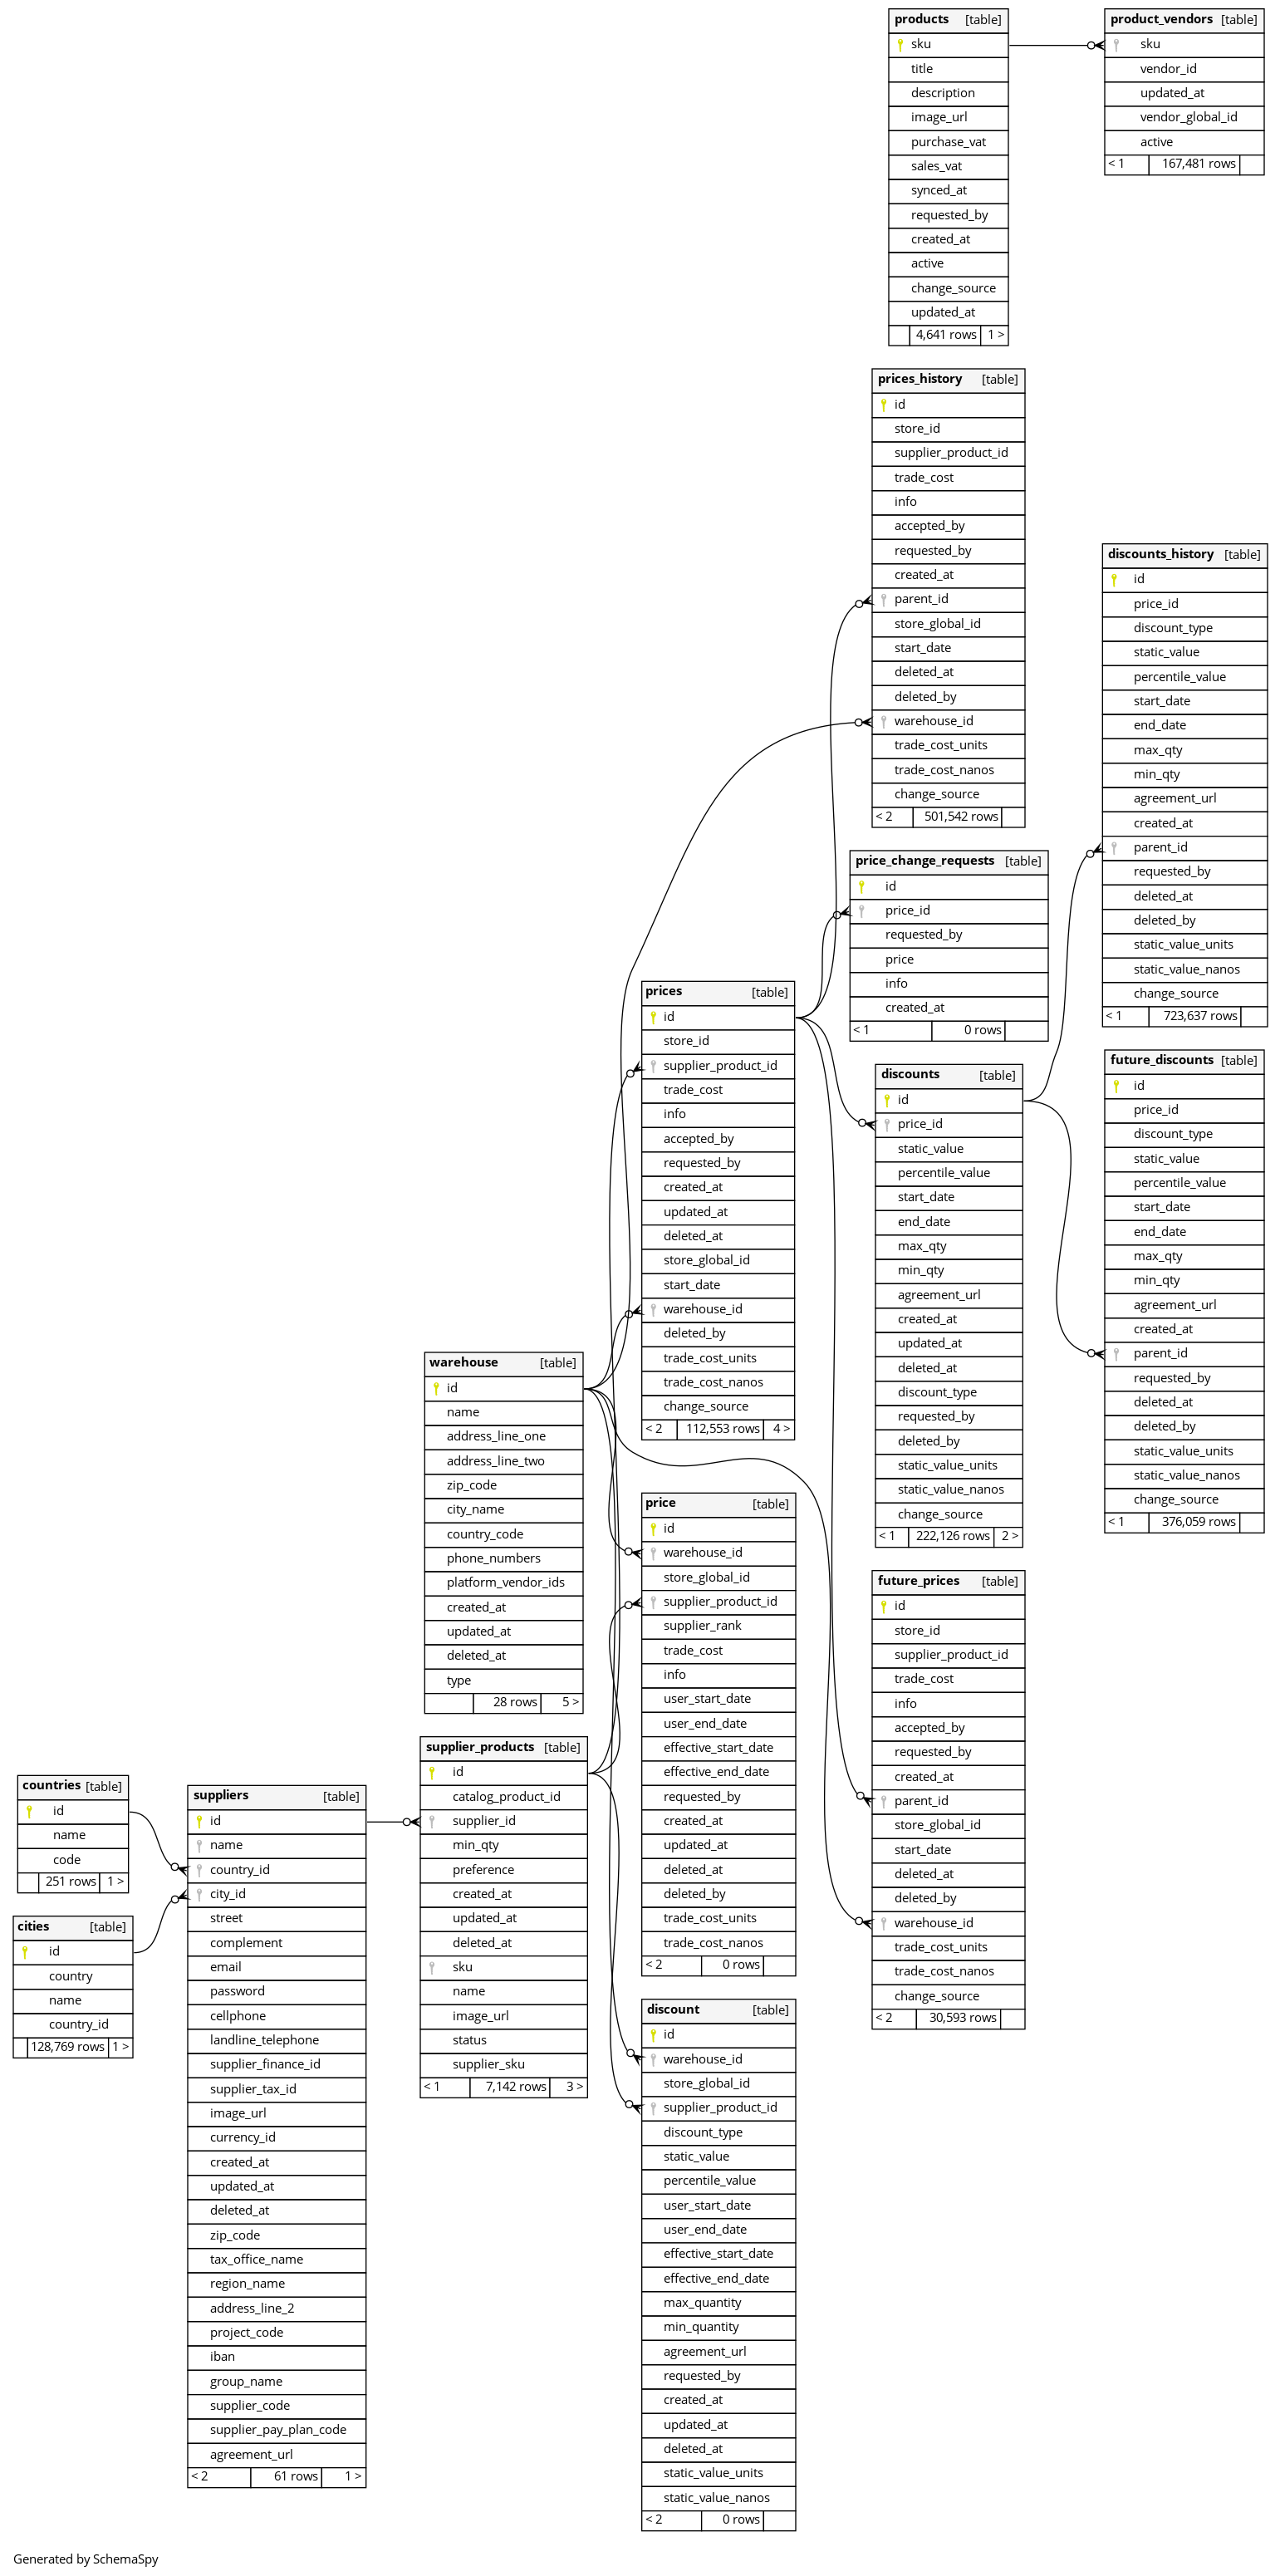 products [table]
sku
title
description
image_url
purchase_vat
sales_vat
synced_at
requested_by
created_at
active
change_source
updated_at
4,641 rows 1 >
product_vendors [table]
sku
vendor_id
updated_at
vendor_global_id
active
< 1 167,481 rows
prices_history [table]
id
store_id
supplier_product_id
trade_cost
info
accepted_by
requested_by
created_at
parent_id
store_global_id
start_date
deleted_at
deleted_by
warehouse_id
trade_cost_units
trade_cost_nanos
change_source
< 2 501,542 rows
discounts_history [table]
id
price_id
discount_type
static_value
percentile_value
start_date
end_date
max_qty
min_qty
agreement_url
created_at
parent_id
requested_by
deleted_at
deleted_by
static_value_units
static_value_nanos
change_source
< 1 723,637 rows
price_change_requests [table]
id
price_id
requested_by
price
info
created_at
< 1 0 rows
prices [table]
id
store_id
supplier_product_id
trade_cost
info
accepted_by
requested_by
created_at
updated_at
deleted_at
store_global_id
start_date
warehouse_id
deleted_by
trade_cost_units
trade_cost_nanos
change_source
< 2 112,553 rows 4 >
discounts [table]
id
price_id
static_value
percentile_value
start_date
end_date
max_qty
min_qty
agreement_url
created_at
updated_at
deleted_at
discount_type
requested_by
deleted_by
static_value_units
static_value_nanos
change_source
< 1 222,126 rows 2 >
future_discounts [table]
id
price_id
discount_type
static_value
percentile_value
start_date
end_date
max_qty
min_qty
agreement_url
created_at
parent_id
requested_by
deleted_at
deleted_by
static_value_units
static_value_nanos
change_source
< 1 376,059 rows
warehouse [table]
id
name
address_line_one
address_line_two
zip_code
city_name
country_code
phone_numbers
platform_vendor_ids
created_at
updated_at
deleted_at
type
28 rows 5 >
price [table]
id
warehouse_id
store_global_id
supplier_product_id
supplier_rank
trade_cost
info
user_start_date
user_end_date
effective_start_date
effective_end_date
requested_by
created_at
updated_at
deleted_at
deleted_by
trade_cost_units
trade_cost_nanos
< 2 0 rows
future_prices [table]
id
store_id
supplier_product_id
trade_cost
info
accepted_by
requested_by
created_at
parent_id
store_global_id
start_date
deleted_at
deleted_by
warehouse_id
trade_cost_units
trade_cost_nanos
change_source
< 2 30,593 rows
supplier_products [table]
id
catalog_product_id
supplier_id
min_qty
preference
created_at
updated_at
deleted_at
sku
name
image_url
status
supplier_sku
< 1 7,142 rows 3 >
countries [table]
id
name
code
251 rows 1 >
suppliers [table]
id
name
country_id
city_id
street
complement
email
password
cellphone
landline_telephone
supplier_finance_id
supplier_tax_id
image_url
currency_id
created_at
updated_at
deleted_at
zip_code
tax_office_name
region_name
address_line_2
project_code
iban
group_name
supplier_code
supplier_pay_plan_code
agreement_url
< 2 61 rows 1 >
cities [table]
id
country
name
country_id
128,769 rows 1 >
discount [table]
id
warehouse_id
store_global_id
supplier_product_id
discount_type
static_value
percentile_value
user_start_date
user_end_date
effective_start_date
effective_end_date
max_quantity
min_quantity
agreement_url
requested_by
created_at
updated_at
deleted_at
static_value_units
static_value_nanos
< 2 0 rows
Generated by SchemaSpy